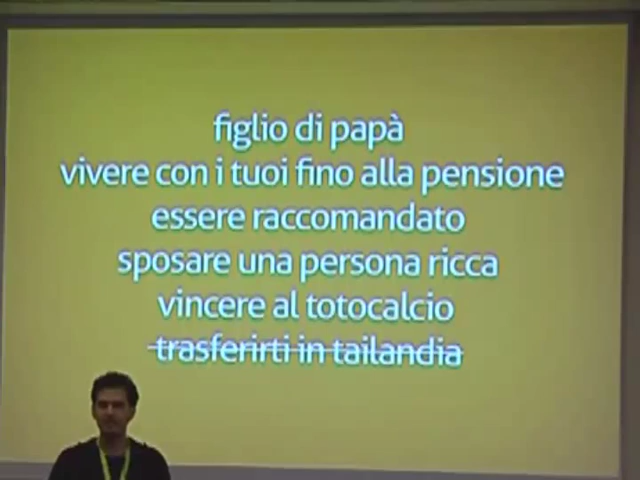 figlio di papà
vivere con i tuoi fino alla pensione
essere raccomandato
sposare una persona ricca
vincere al totocalcio
trasferirti in tailandia